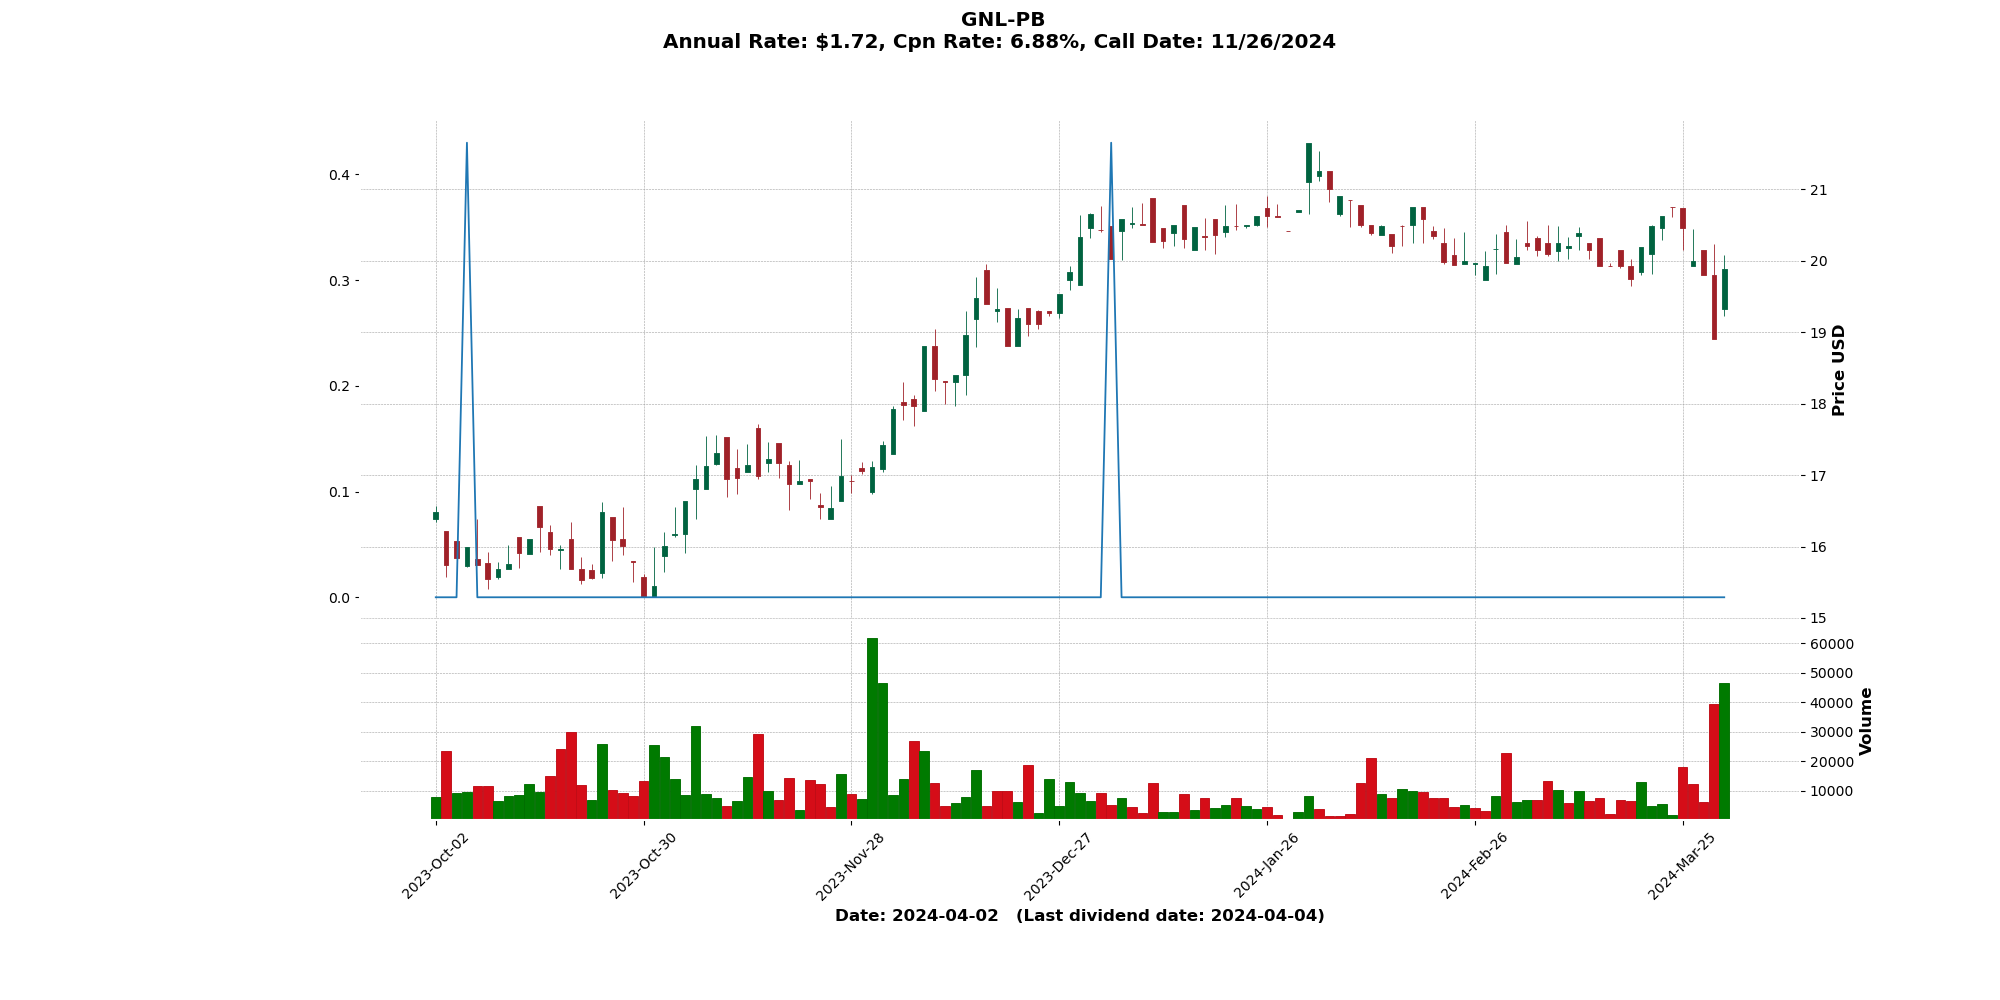 GNL-PB
Annual Rate: $1.72, Cpn Rate: 6.88%, Call Date: 11/26/2024
0.4
0.3
0.2
0.1
0.0
21
20
19
18
17
16
15
Price USD
60000
50000
40000
30000
20000
10000
Volume
2023-Oct-02
2023-Oct-30
2023-Nov-28
2023-Dec-27
2024-Jan-26
2024-Feb-26
2024-Mar-25
Date: 2024-04-02   (Last dividend date: 2024-04-04)